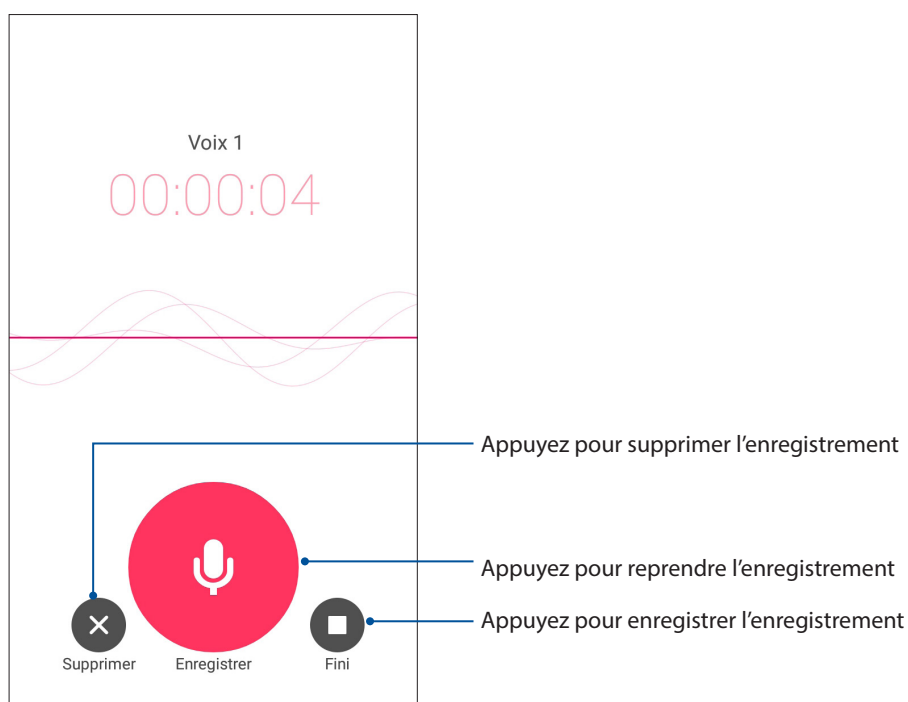 Voix 1
00:00:04
Appuyez pour supprimer l’enregistrement
Appuyez pour reprendre l’enregistrement
Appuyez pour enregistrer l’enregistrement
Supprimer
Enregistrer
Fini